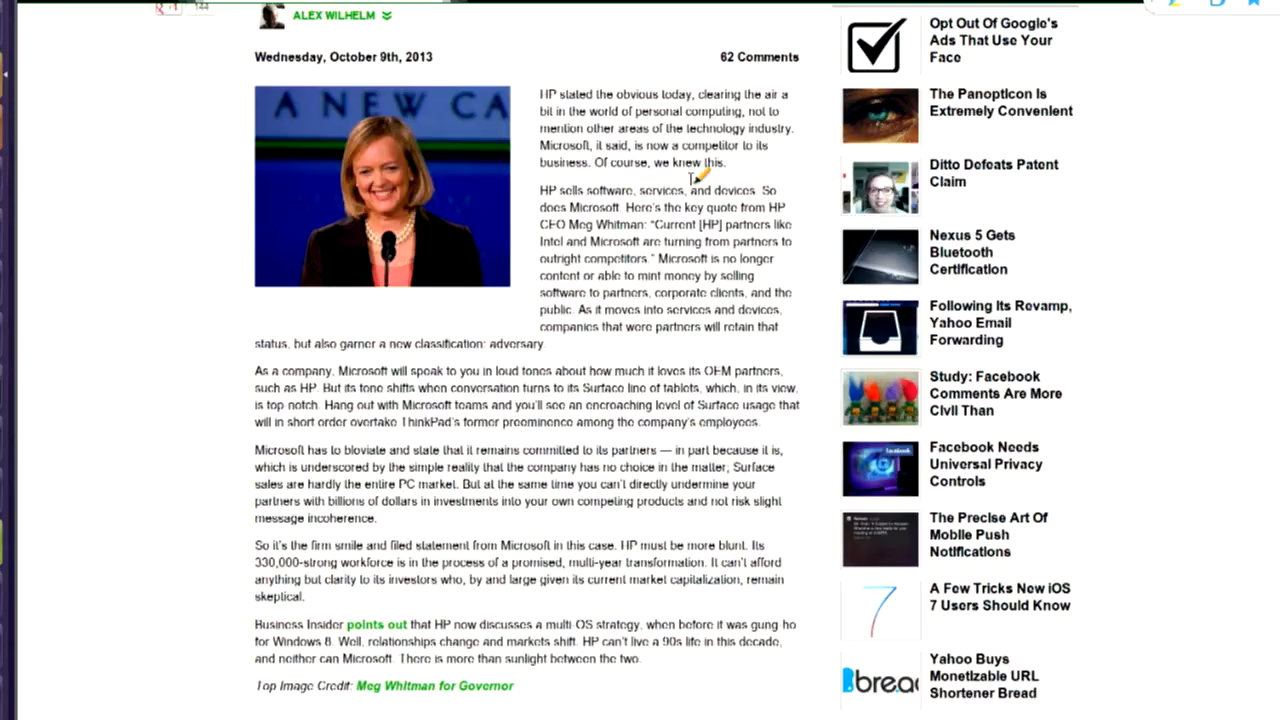 144
ALEX WILHELM
Wednesday, October 9th, 2013
62 Comments
A NEW CA
HP stated the obvious today, clearing the air a
bit in the world of personal computing, not to
mention other areas of the technology industry.
Microsoft, it said, is now a competitor to its
business. Of course, we knew this.
HP sells software, services, and devices. So
does Microsoft. Here's the key quote from HP
CEO Meg Whitman: “Current [HP] partners like
Intel and Microsoft are turning from partners to
outright competitors.” Microsoft is no longer
content or able to mint money by selling
software to partners, corporate clients, and the
public. As it moves into services and devices,
companies that were partners will retain that
status, but also garner a new classification: adversary.
As a company, Microsoft will speak to you in loud tones about how much it loves its OEM partners,
such as HP. But its tone shifts when conversation turns to its Surface line of tablets, which, in its view,
is top notch. Hang out with Microsoft teams and you'll see an encroaching level of Surface usage that
will in short order overtake ThinkPad's former preeminence among the company's employees.
Microsoft has to bloviate and state that it remains committed to its partners — in part because it is,
which is underscored by the simple reality that the company has no choice in the matter; Surface
sales are hardly the entire PC market. But at the same time you can't directly undermine your
partners with billions of dollars in investments into your own competing products and not risk slight
message incoherence.
So it's the firm smile and filed statement from Microsoft in this case. HP must be more blunt. Its
330,000-strong workforce is in the process of a promised, multi-year transformation. It can't afford
anything but clarity to its investors who, by and large given its current market capitalization, remain
skeptical.
Business Insider points out that HP now discusses a multi-OS strategy, when before it was gung-ho
for Windows 8. Well, relationships change and markets shift. HP can't live a 90s life in this decade,
and neither can Microsoft. There is more than sunlight between the two.
Top Image Credit: Meg Whitman for Governor
Opt Out Of Google's
Ads That Use Your
Face
The Panopticon Is
Extremely Convenient
Ditto Defeats Patent
Claim
Nexus 5 Gets
Bluetooth
Certification
Following Its Revamp,
Yahoo Email
Forwarding
Study: Facebook
Comments Are More
Civil Than
facebook
Facebook Needs
Universal Privacy
Controls
The Precise Art Of
Mobile Push
Notifications
7
A Few Tricks New iOS
7 Users Should Know
Bread
Yahoo Buys
Monetizable URL
Shortener Bread